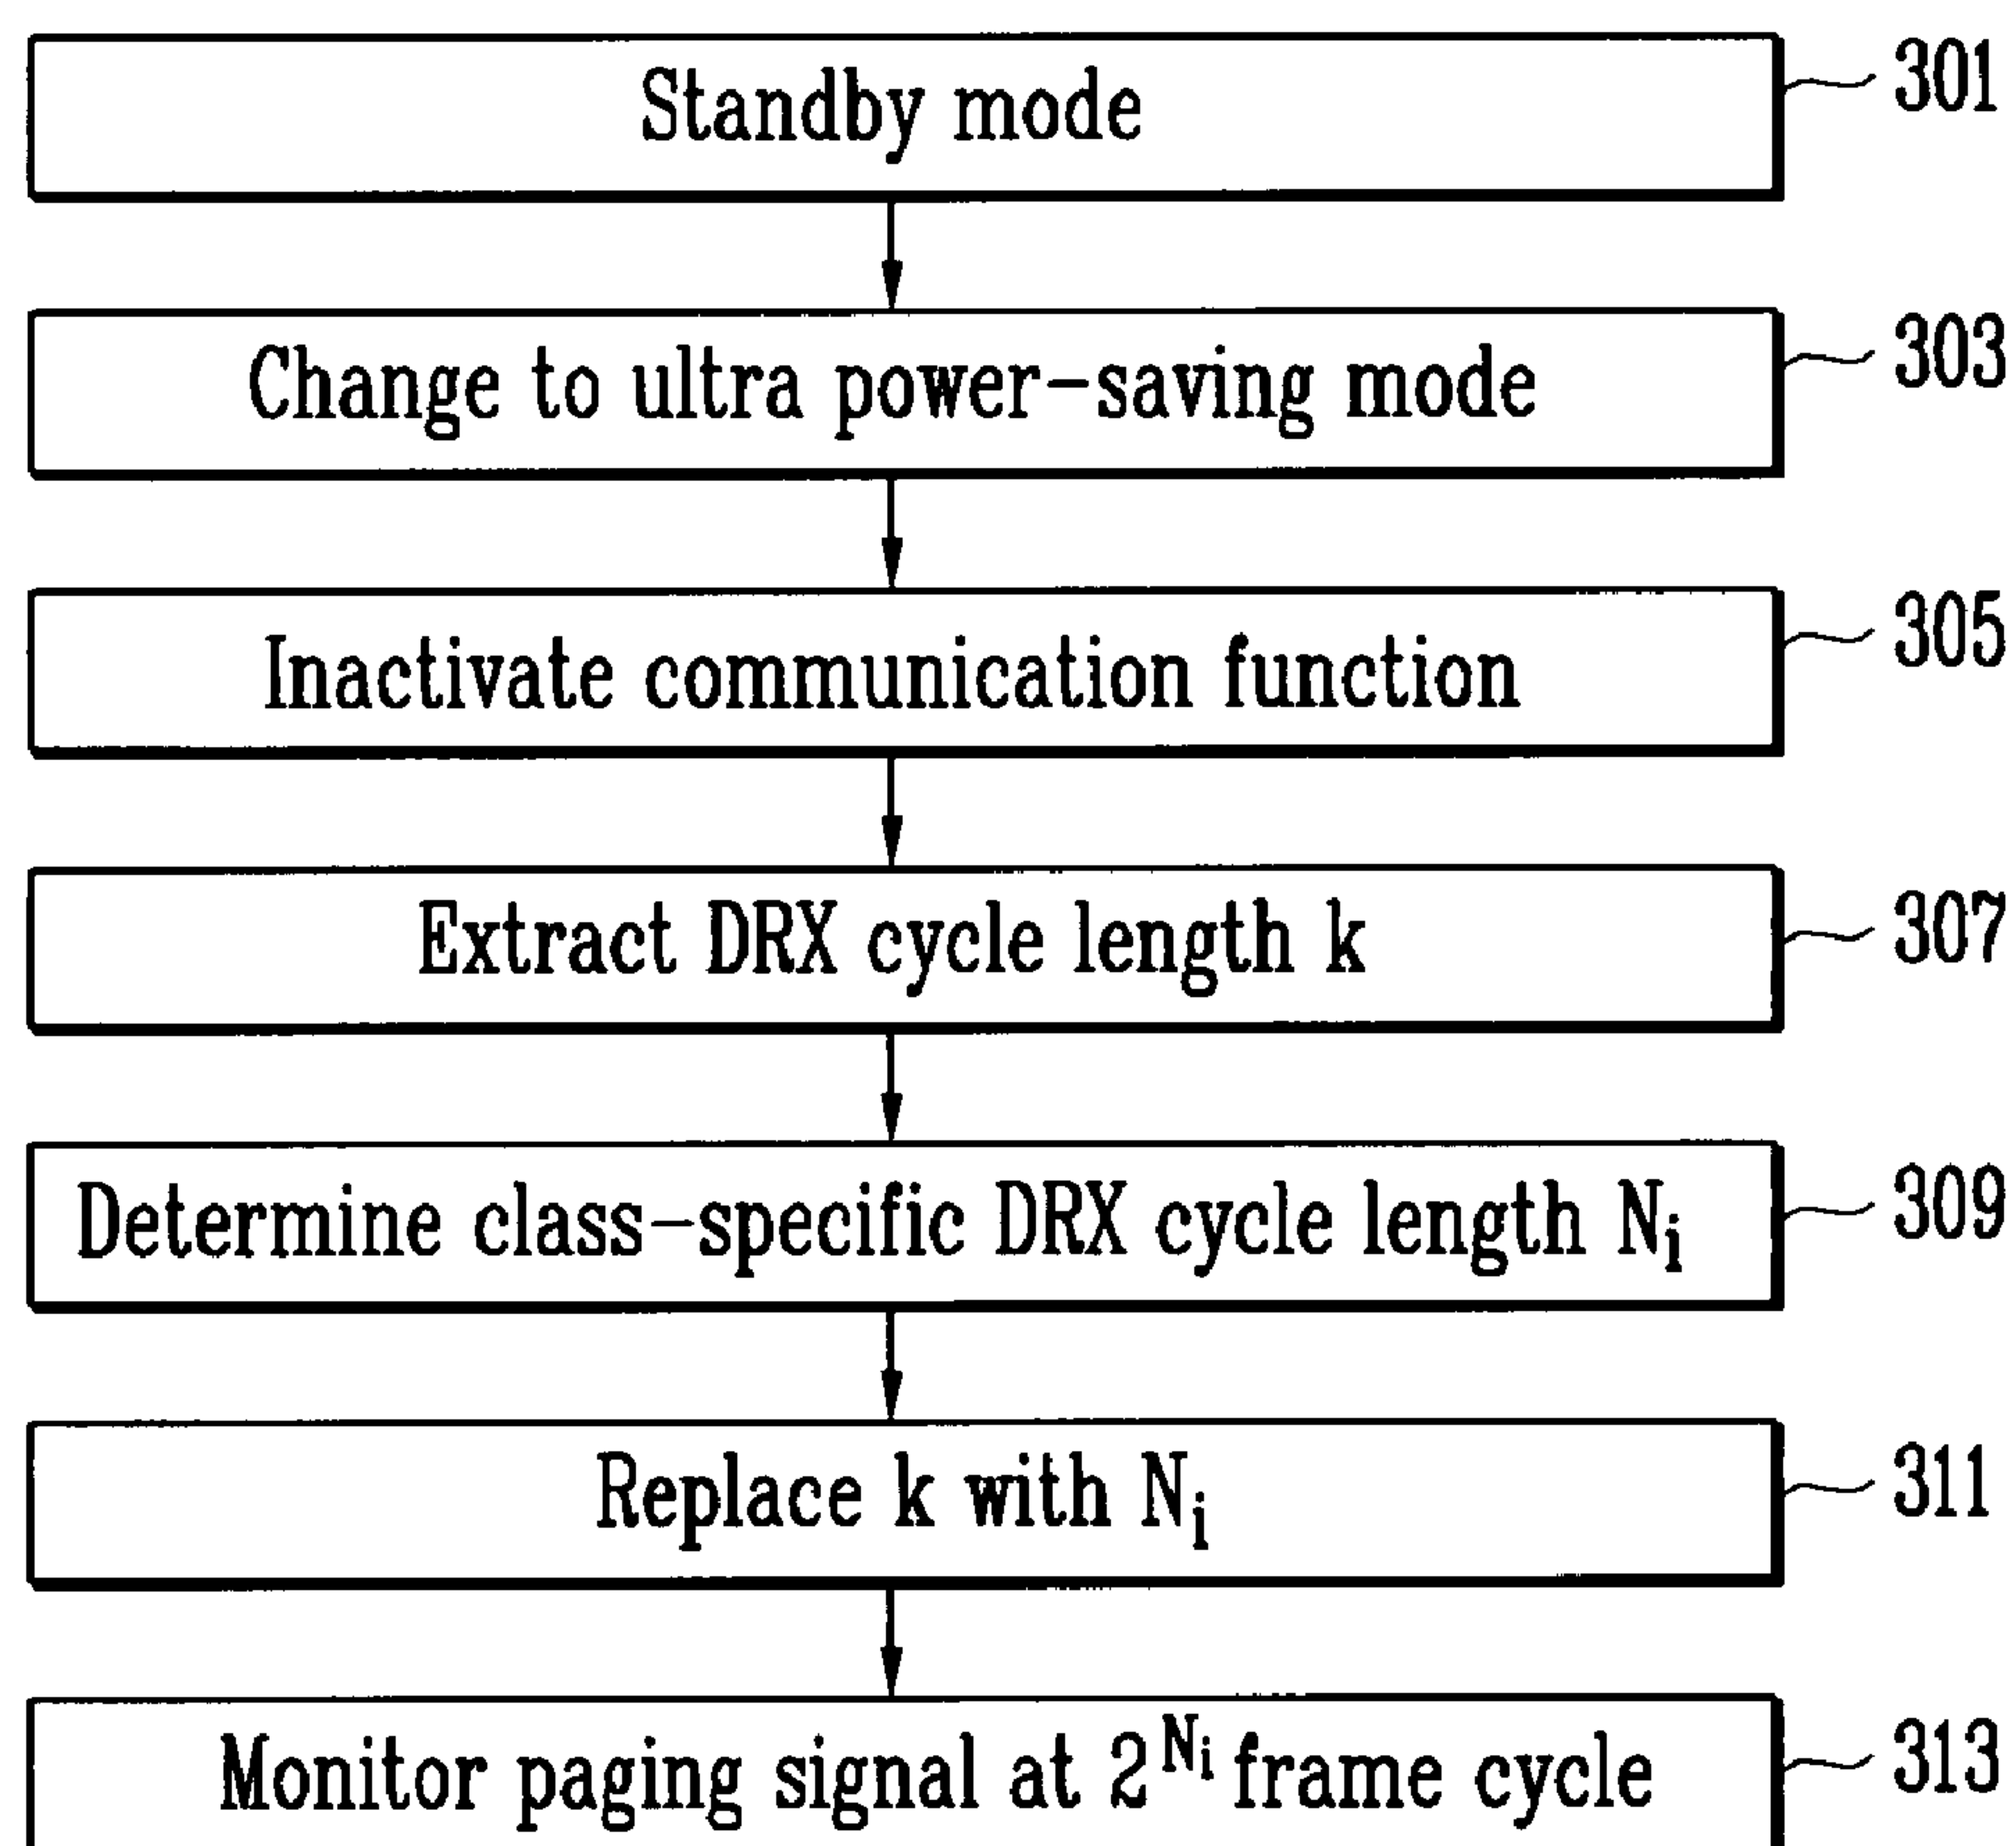 Standby mode 301
Change to ultra power-saving mode 303
Inactivate communication function 305
Extract DRX cycle length k 307
Determine class-specific DRX cycle length Ni 309
Replace k with Ni 311
Monitor paging signal at 2^Ni frame cycle 313